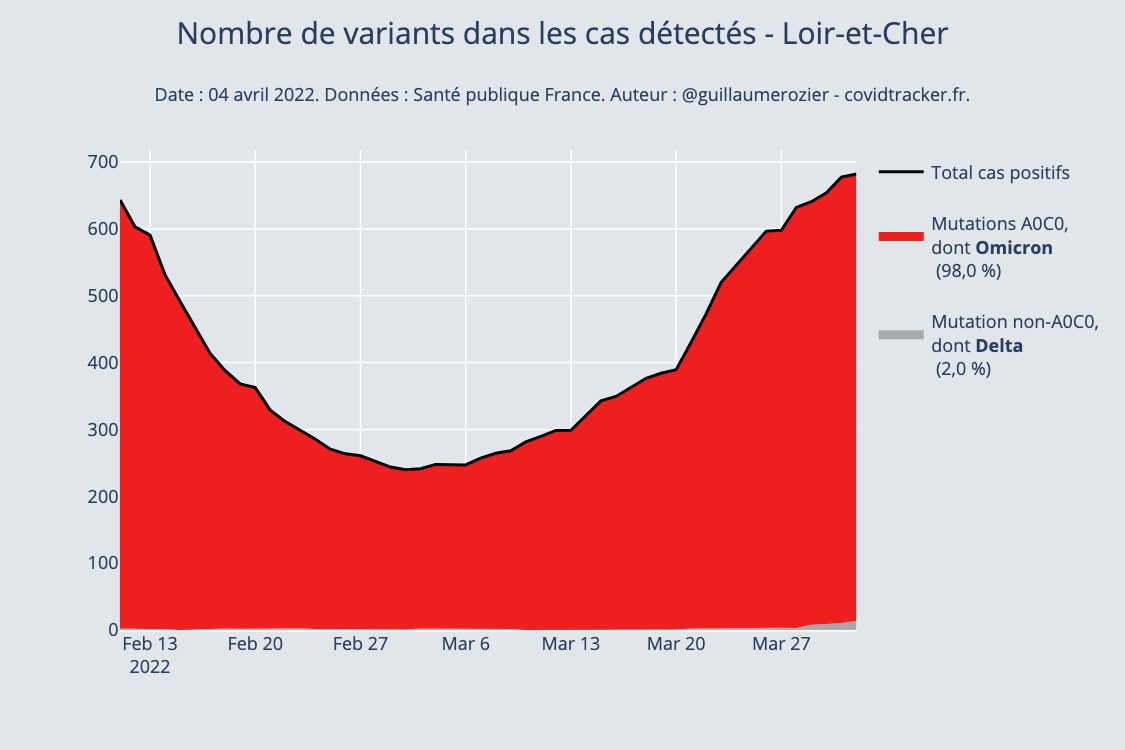 Nombre de variants dans les cas détectés - Loir-et-Cher
Date : 04 avril 2022. Données : Santé publique France. Auteur : @guillaumerozier - covidtracker.fr.
700
600
500
400
300
200
100
0
Feb 13
2022
Feb 20
Feb 27
Mar 6
Mar 13
Mar 20
Mar 27
Total cas positifs
Mutations A0C0,
dont Omicron
(98,0 %)
Mutation non-A0C0,
dont Delta
(2,0 %)